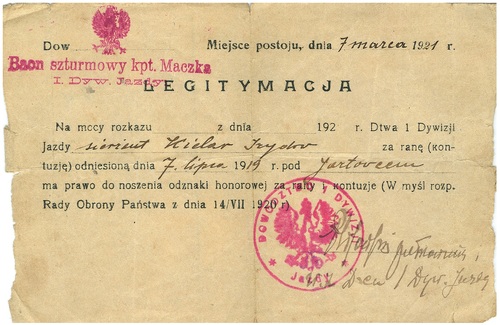 Dow Miejsce postoju, dnia 7 marca 1921 r.
Baon szturmowy kpt. Maczka
I. Dyw. Jazdy
LEGITYMACJA
Na mocy rozkazu z dnia 192 r. Dtwa 1 Dywizji
Jazdy sierżant Kielar Izydor za ranę (kon-
tuzję) odniesioną dnia 7. lipca 1919 r. pod
ma prawo do noszenia odznaki honorowej za rany i kontuzje (W myśl rozp.
Rady Obrony Państwa z dnia 14/VII 1920 r)
DOWÓDZTWO I DYWIZJI
JAZDY
Dtwa 1 Dyw. Jazdy